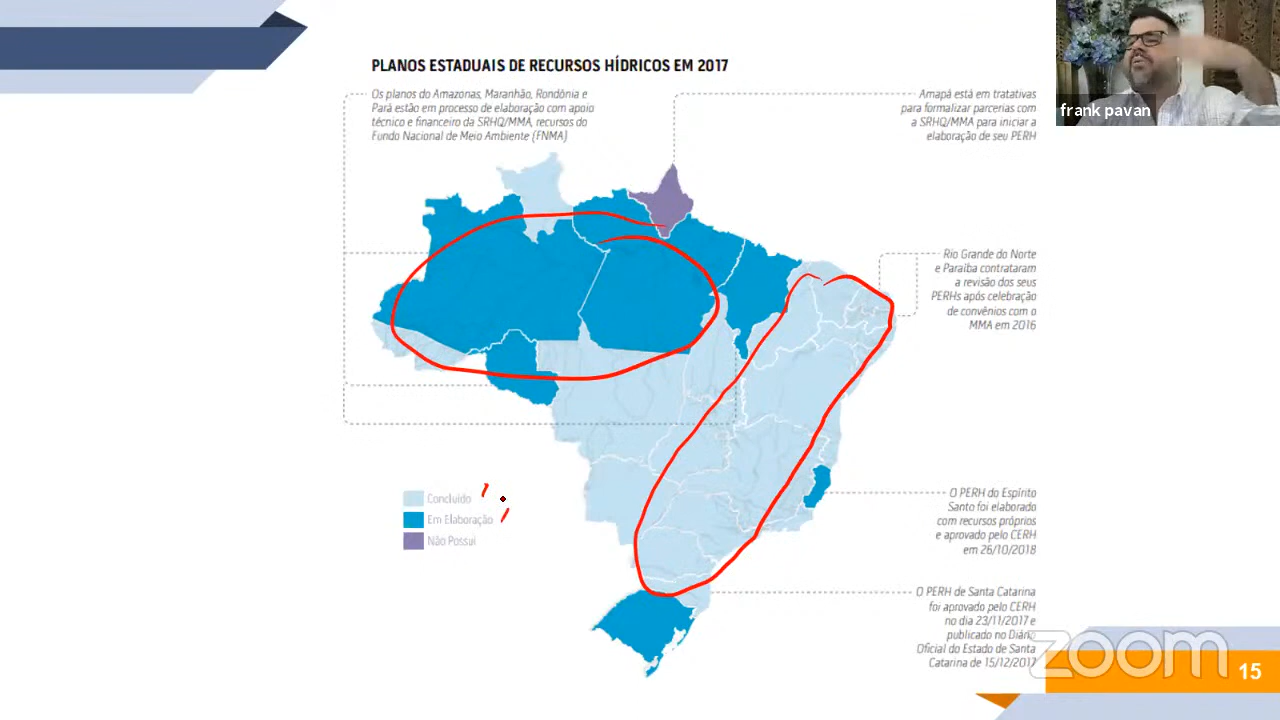 frank pavan
PLANOS ESTADUAIS DE RECURSOS HÍDRICOS EM 2017
Os planos do Amazonas, Maranhão, Rondônia e
Pará estão em processo de elaboração com apoio
técnico e financeiro da SRHQ/MMA, recursos do
Fundo Nacional de Meio Ambiente (FNMA)
Amapá está em tratativas
para formalizar parcerias com
a SRHQ/MMA para iniciar a
elaboração de seu PERH
Rio Grande do Norte
e Paraíba contrataram
a revisão dos seus
PERHs após celebração
de convênios com o
MMA em 2016
Concluído
Em Elaboração
Não Possui
O PERH do Espírito
Santo foi elaborado
com recursos próprios
e aprovado pelo CERH
em 26/10/2018
O PERH de Santa Catarina
foi aprovado pelo CERH
no dia 23/11/2017 e
publicado no Diário
Oficial do Estado de Santa
Catarina de 15/12/2017
zoom
15